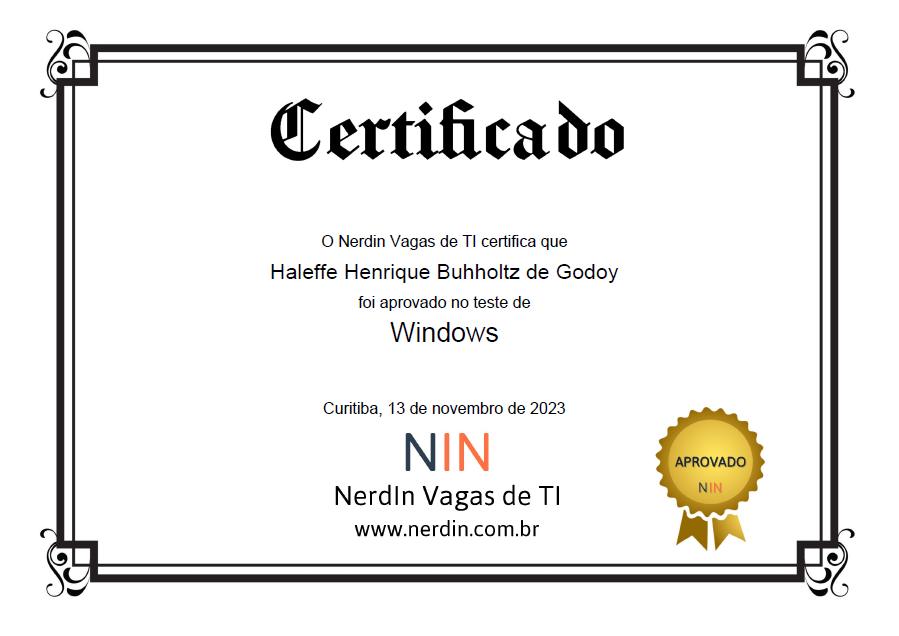 Certificado
O Nerdin Vagas de TI certifica que
Haleffe Henrique Buhholtz de Godoy
foi aprovado no teste de
Windows
Curitiba, 13 de novembro de 2023
NIN
NerdIn Vagas de TI
www.nerdin.com.br
APROVADO
NIN